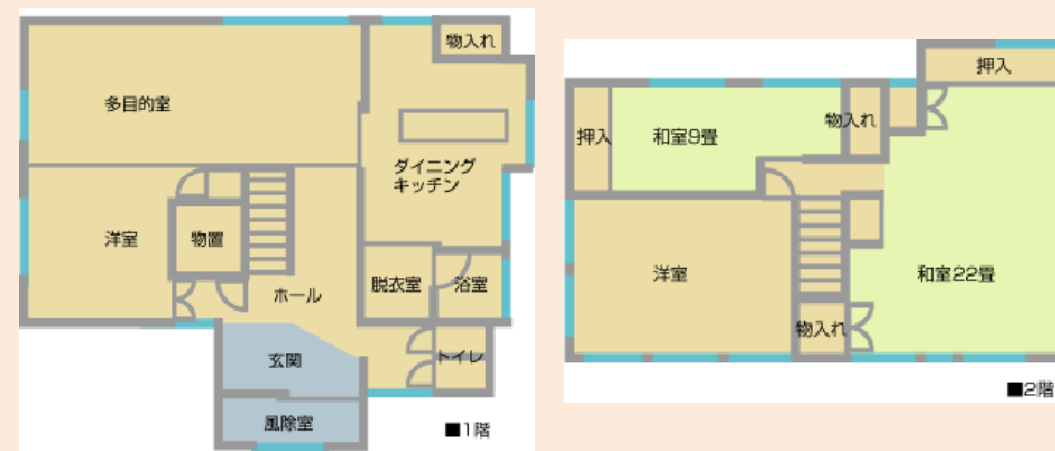 物入れ
多目的室
ダイニング
キッチン
洋室
物置
脱衣室
浴室
ホール
玄関
トイレ
風除室
■1階
押入
物入れ
押入
和室9畳
洋室
和室22畳
物入れ
■2階